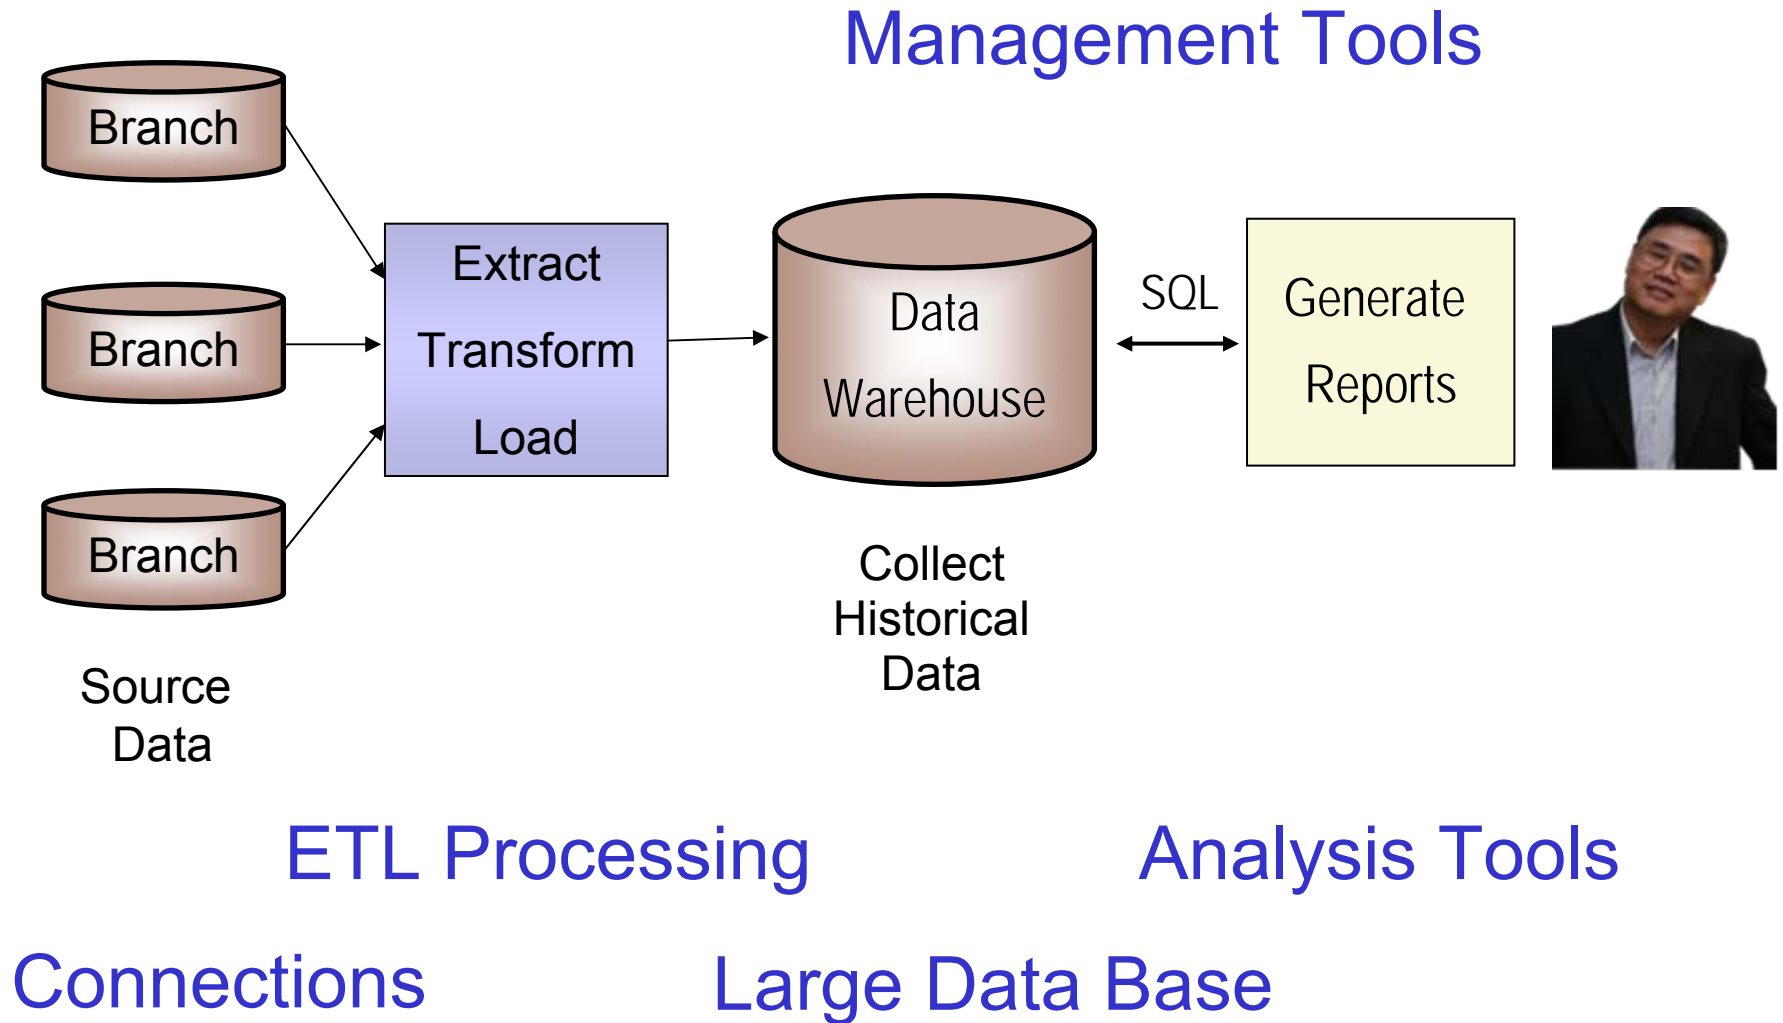 Management Tools
Branch
Branch
Branch
Source
Data
Extract
Transform
Load
Data
Warehouse
Collect
Historical
Data
SQL
Generate
Reports
ETL Processing
Analysis Tools
Connections
Large Data Base